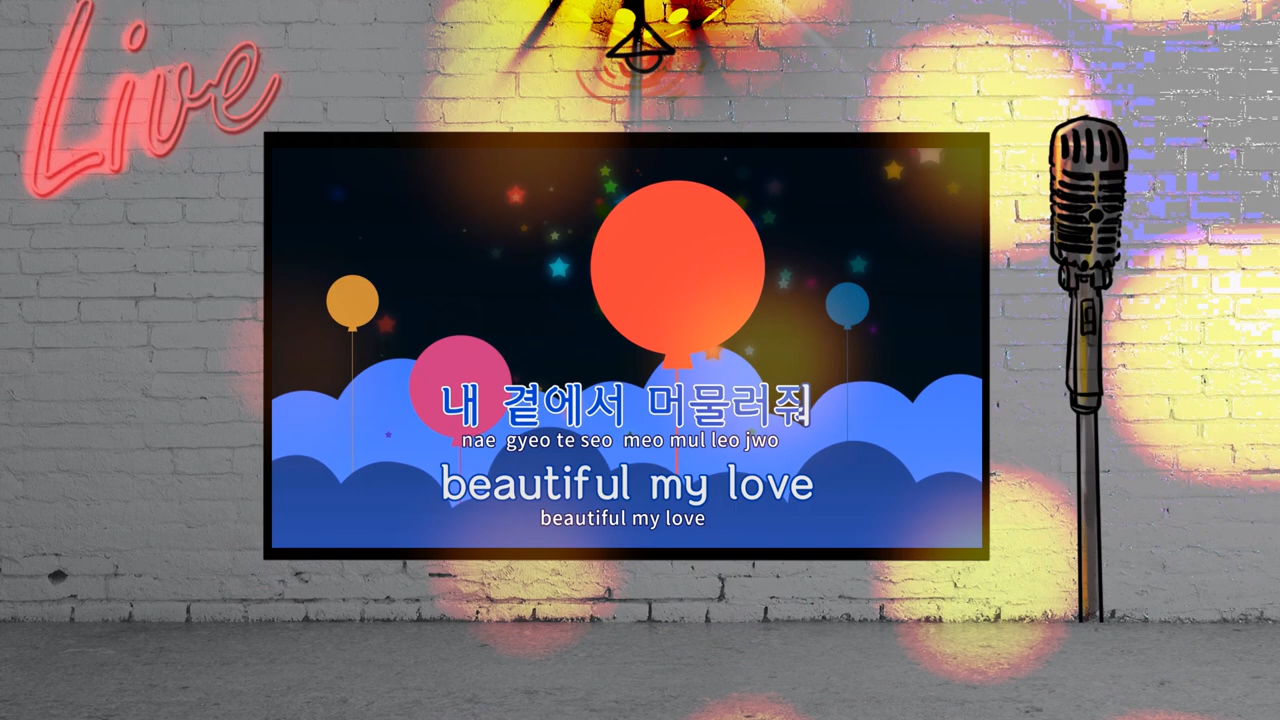 Live
내 곁에서 머물러줘
nae gyeo te seo meo mul leo jwo
beautiful my love
beautiful my love